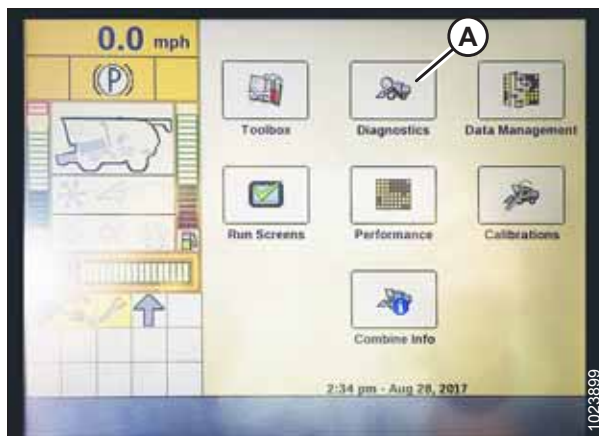 0.0 mph
A
(P)
Toolbox
Diagnostics
Data Management
Run Screens
Performance
Calibrations
Combine Info
2:34 pm - Aug 28, 2017
1023899